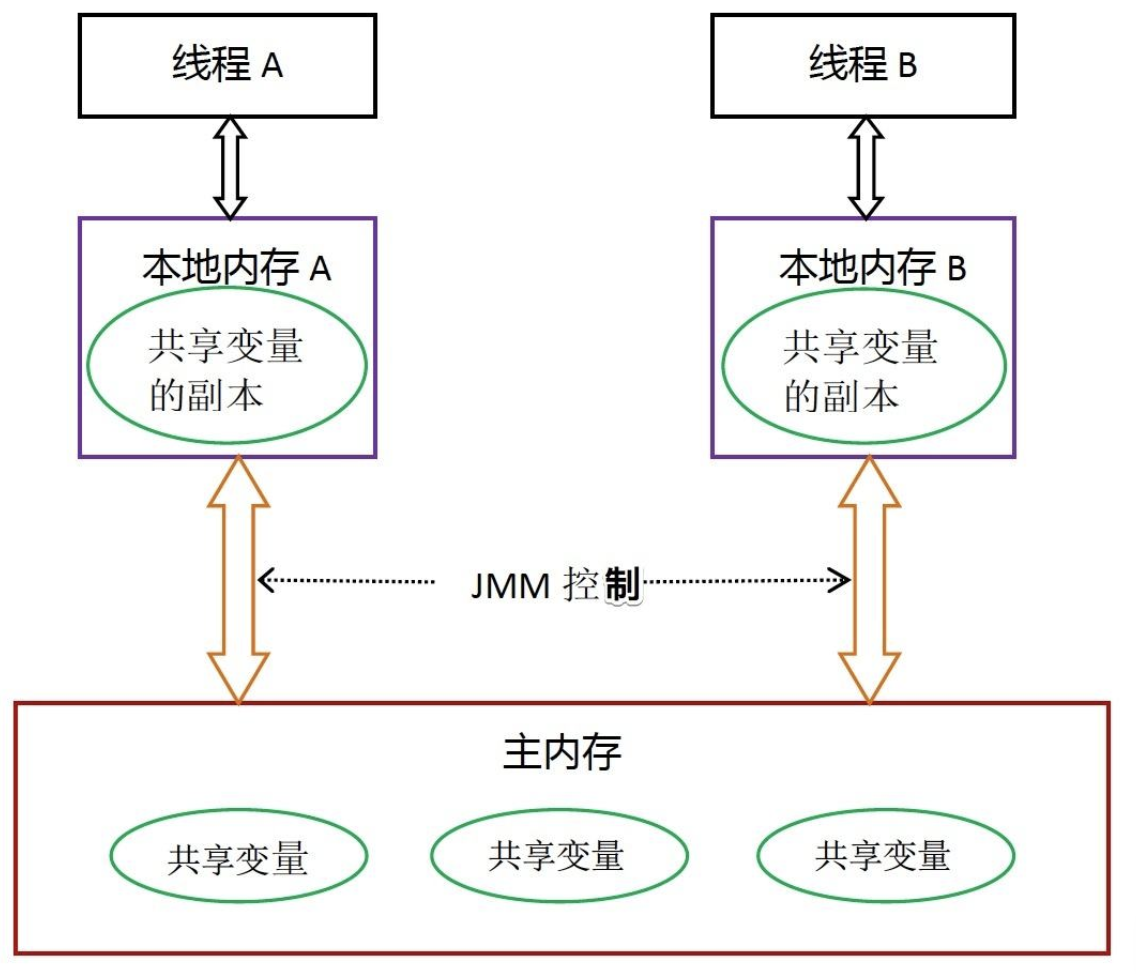 线程 A
线程 B
本地内存 A
共享变量
的副本
本地内存 B
共享变量
的副本
JMM 控制
主内存
共享变量
共享变量
共享变量